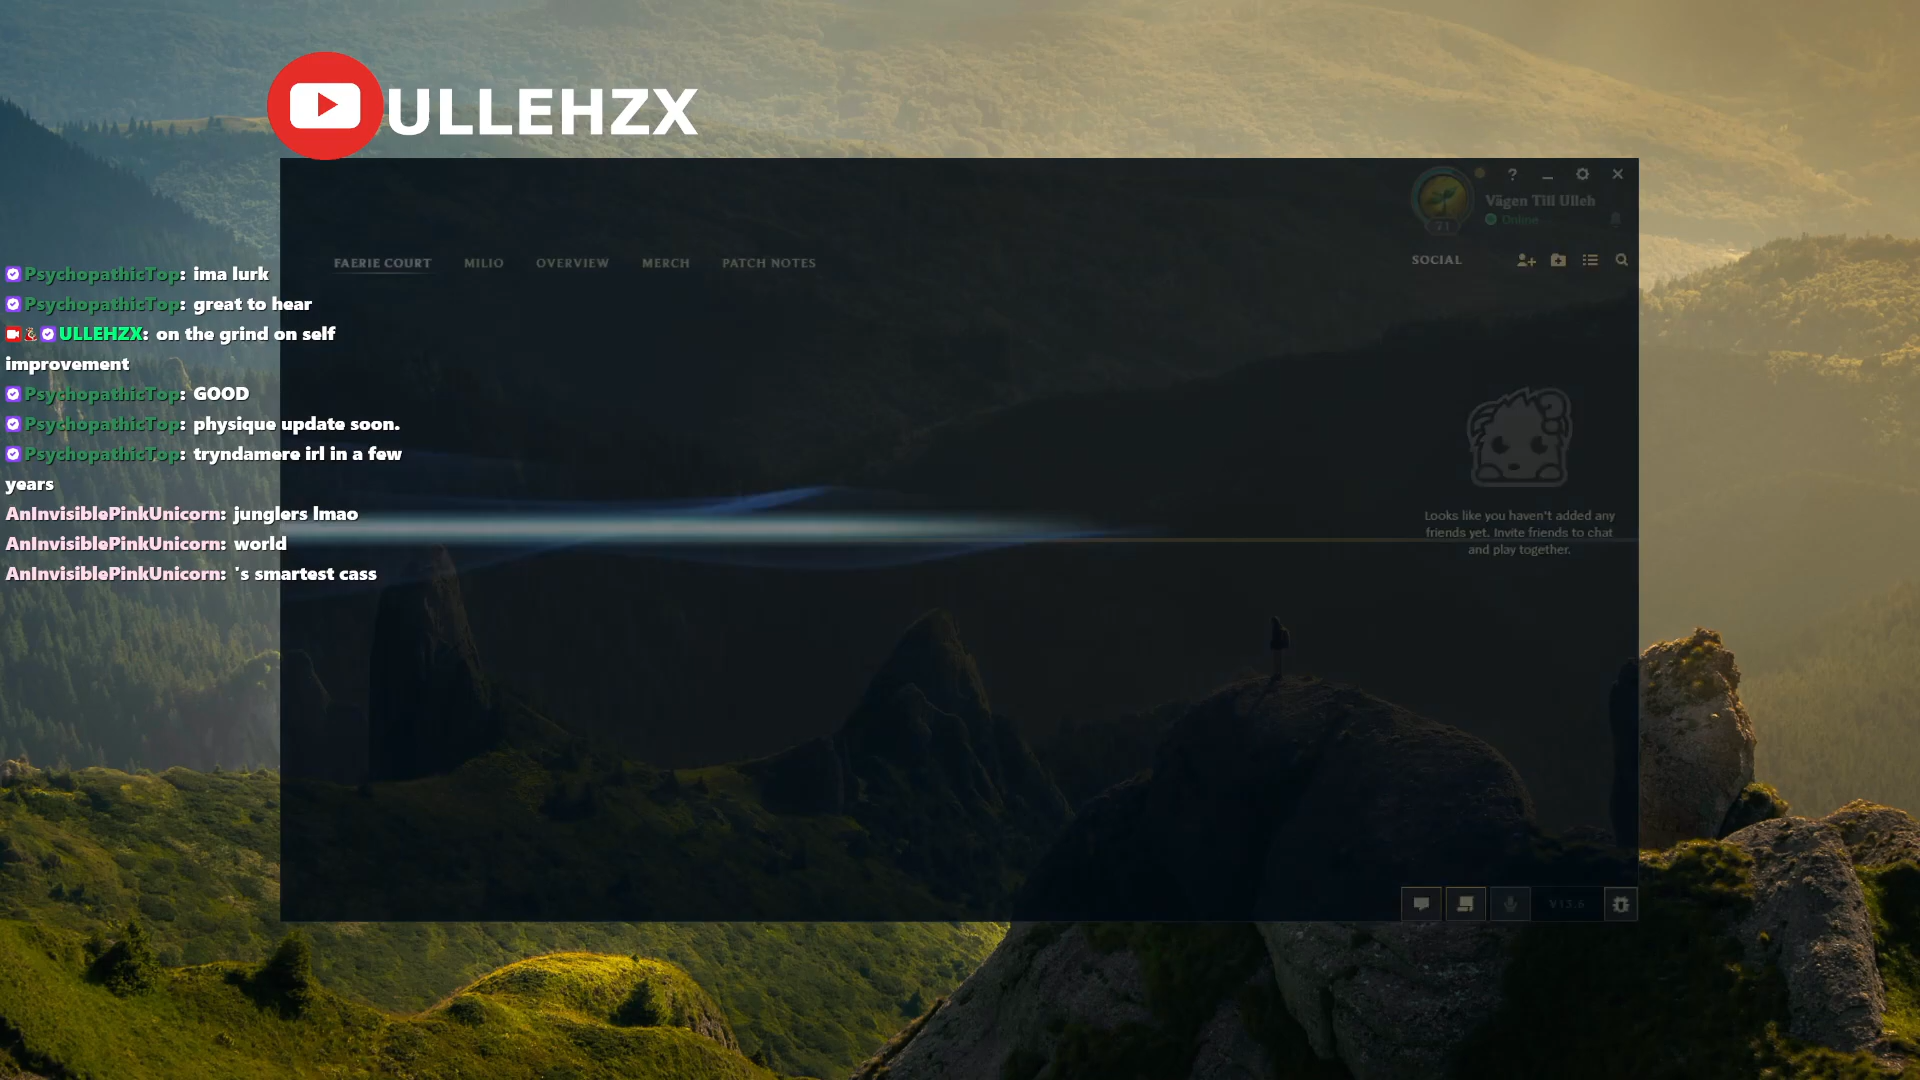 ULLEHZX
?
Vägen Till Ulleh
Online
FAERIE COURT MILIO OVERVIEW MERCH PATCH NOTES
SOCIAL
PsychopathicTop: ima lurk
PsychopathicTop: great to hear
ULLEHZX: on the grind on self
improvement
PsychopathicTop: GOOD
PsychopathicTop: physique update soon.
PsychopathicTop: tryndamere irl in a few
years
AnInvisiblePinkUnicorn: junglers lmao
AnInvisiblePinkUnicorn: world
AnInvisiblePinkUnicorn: 's smartest cass
Looks like you haven't added any
friends yet. Invite friends to chat
and play together.
V13.6